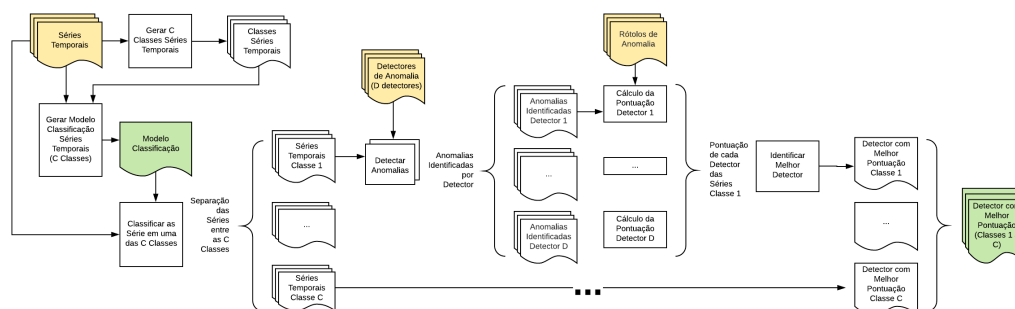 Séries
Temporais
Gerar C
Classes Séries
Temporais
Classes
Séries
Temporais
Gerar Modelo
Classificação
Séries
Temporais
(C Classes)
Modelo
Classificação
Classificar as
Série em uma
das C Classes
Separação
das
Séries
entre
as C
Classes
Séries
Temporais
Classe 1
...
Séries
Temporais
Classe C
Detectores
de Anomalia
(D detectores)
Detectar
Anomalias
Anomalias
Identificadas
por
Detector
Anomalias
Identificadas
Detector 1
...
Anomalias
Identificadas
Detector D
Rótolos de
Anomalia
Cálculo da
Pontuação
Detector 1
...
Cálculo da
Pontuação
Detector D
Pontuação
de cada
Detector
das
Séries
Classe 1
Identificar
Melhor
Detector
...
Detector com
Melhor
Pontuação
Classe 1
...
Detector com
Melhor
Pontuação
Classe C
Detector com
Melhor
Pontuação
(Classes 1 a
C)